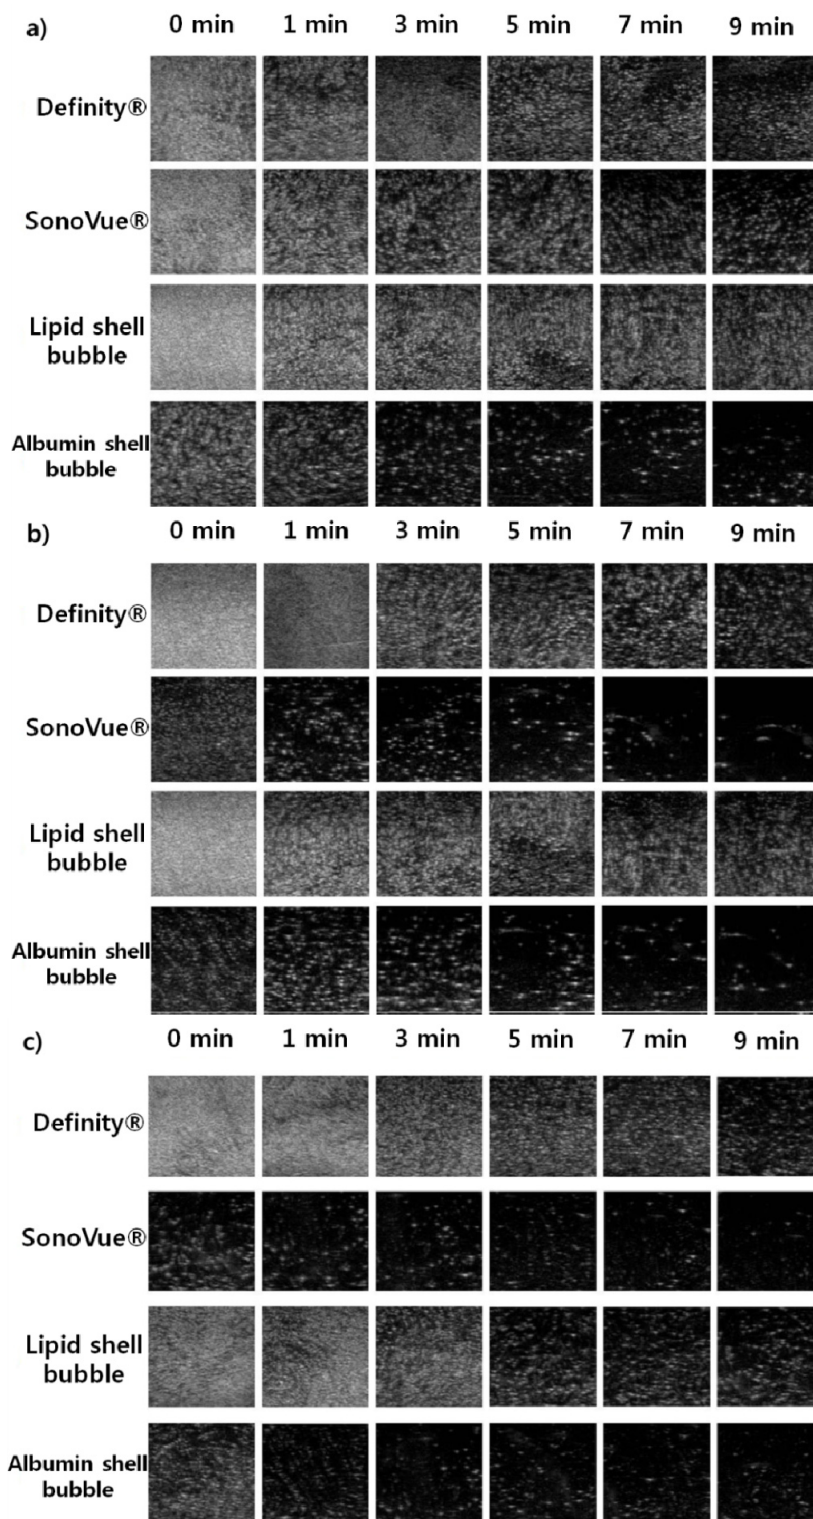 a) 0 min 1 min 3 min 5 min 7 min 9 min
Definity®
SonoVue®
Lipid shell
bubble
Albumin shell
bubble
b) 0 min 1 min 3 min 5 min 7 min 9 min
Definity®
SonoVue®
Lipid shell
bubble
Albumin shell
bubble
c) 0 min 1 min 3 min 5 min 7 min 9 min
Definity®
SonoVue®
Lipid shell
bubble
Albumin shell
bubble